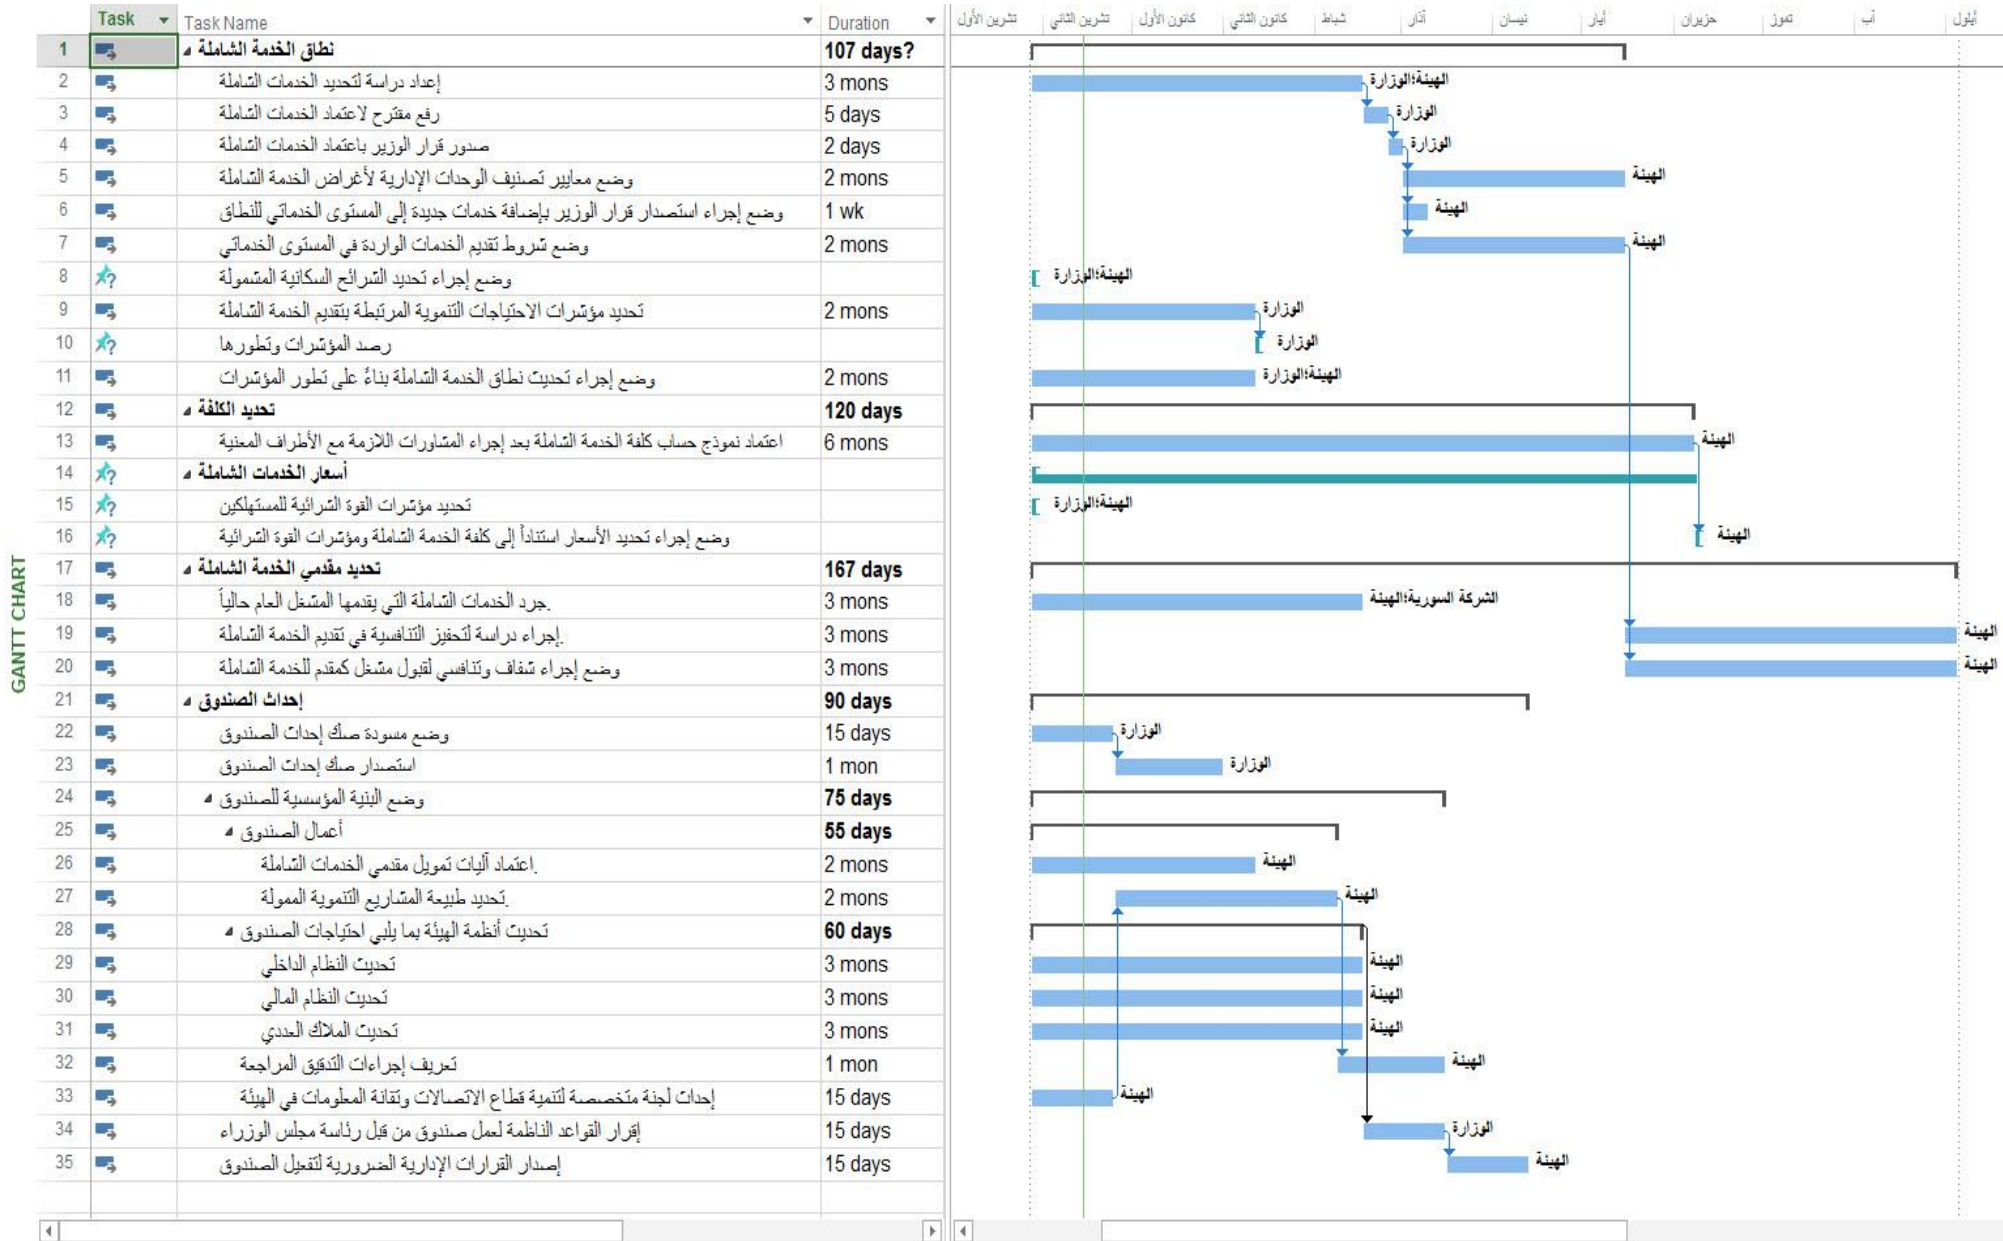 GANTT CHART
Task Task Name Duration تشرين الأول تشرين الثاني كانون الأول كانون الثاني شباط آذار نيسان أيار حزيران تموز آب أيلول
1 نطاق الخدمة الشاملة 107 days?
2 إعداد دراسة لتحديد الخدمات الشاملة 3 mons الهيئة؛الوزارة
3 رفع مقترح لاعتماد الخدمات الشاملة 5 days الوزارة
4 صدور قرار الوزير باعتماد الخدمات الشاملة 2 days الوزارة
5 وضع معايير تصنيف الوحدات الإدارية لأغراض الخدمة الشاملة 2 mons الهيئة
6 وضع إجراء استصدار قرار الوزير بإضافة خدمات جديدة إلى المستوى الخدماتي للنطاق 1 wk الهيئة
7 وضع شروط تقديم الخدمات الواردة في المستوى الخدماتي 2 mons الهيئة
8 وضع إجراء تحديد الشرائح السكانية المشمولة الهيئة؛الوزارة
9 تحديد مؤشرات الاحتياجات التنموية المرتبطة بتقديم الخدمة الشاملة 2 mons الوزارة
10 رصد المؤشرات وتطورها الوزارة
11 وضع إجراء تحديث نطاق الخدمة الشاملة بناءً على تطور المؤشرات 2 mons الهيئة؛الوزارة
12 تحديد الكلفة 120 days
13 اعتماد نموذج حساب كلفة الخدمة الشاملة بعد إجراء المشاورات اللازمة مع الأطراف المعنية 6 mons الهيئة
14 أسعار الخدمات الشاملة
15 تحديد مؤشرات القوة الشرائية للمستهلكين الهيئة؛الوزارة
16 وضع إجراء تحديد الأسعار استناداً إلى كلفة الخدمة الشاملة ومؤشرات القوة الشرائية الهيئة
17 تحديد مقدمي الخدمة الشاملة 167 days
18 جرد الخدمات الشاملة التي يقدمها المشغل العام حالياً. 3 mons الشركة السورية؛الهيئة
19 إجراء دراسة لتحفيز التنافسية في تقديم الخدمة الشاملة. 3 mons الهيئة
20 وضع إجراء شفاف وتنافسي لقبول مشغل كمقدم للخدمة الشاملة 3 mons الهيئة
21 إحداث الصندوق 90 days
22 وضع مسودة صك إحداث الصندوق 15 days الوزارة
23 استصدار صك إحداث الصندوق 1 mon الوزارة
24 وضع البنية المؤسسية للصندوق 75 days
25 أعمال الصندوق 55 days
26 اعتماد آليات تمويل مقدمي الخدمات الشاملة. 2 mons الهيئة
27 تحديد طبيعة المشاريع التنموية الممولة. 2 mons الهيئة
28 تحديث أنظمة الهيئة بما يلبي احتياجات الصندوق 60 days
29 تحديث النظام الداخلي 3 mons الهيئة
30 تحديث النظام المالي 3 mons الهيئة
31 تحديث الملاك العددي 3 mons الهيئة
32 تعريف إجراءات التدقيق المراجعة 1 mon الهيئة
33 إحداث لجنة متخصصة لتنمية قطاع الاتصالات وتقانة المعلومات في الهيئة 15 days الهيئة
34 إقرار القواعد الناظمة لعمل صندوق من قبل رئاسة مجلس الوزراء 15 days الوزارة
35 إصدار القرارات الإدارية الضرورية لتفعيل الصندوق 15 days الهيئة